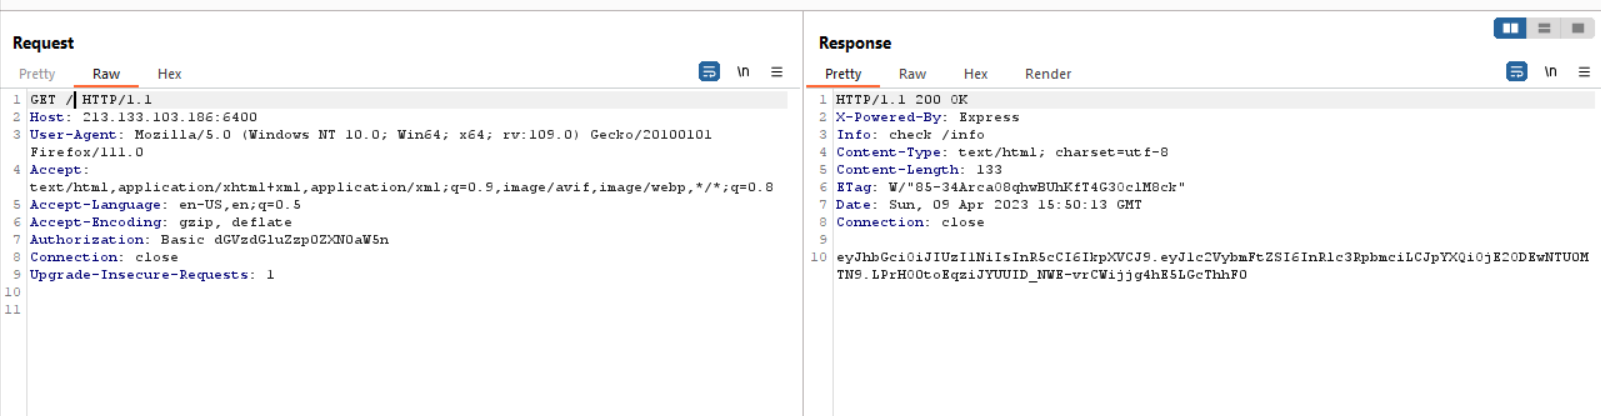 Request
Pretty Raw Hex
\n
1 GET / HTTP/1.1
2 Host: 213.133.103.186:6400
3 User-Agent: Mozilla/5.0 (Windows NT 10.0; Win64; x64; rv:109.0) Gecko/20100101
Firefox/111.0
4 Accept:
text/html,application/xhtml+xml,application/xml;q=0.9,image/avif,image/webp,*/*;q=0.8
5 Accept-Language: en-US,en;q=0.5
6 Accept-Encoding: gzip, deflate
7 Authorization: Basic dGVzdGluZzp0ZXN0aW5n
8 Connection: close
9 Upgrade-Insecure-Requests: 1
10
11
Response
Pretty Raw Hex Render
\n
1 HTTP/1.1 200 OK
2 X-Powered-By: Express
3 Info: check /info
4 Content-Type: text/html; charset=utf-8
5 Content-Length: 133
6 ETag: W/"85-34Arca08qhwBUhKfT4G30clM8ck"
7 Date: Sun, 09 Apr 2023 15:50:13 GMT
8 Connection: close
9
10 eyJhbGciOiJIUzI1NiIsInR5cCI6IkpXVCJ9.eyJ1c2VybmFtZSI6InRlc3RpbmciLCJpYXQiOjE2ODEwNTU0M
TN9.LPrH00toEqziJYUUID_NWE-vrCWijjg4hE5LGcThhF0